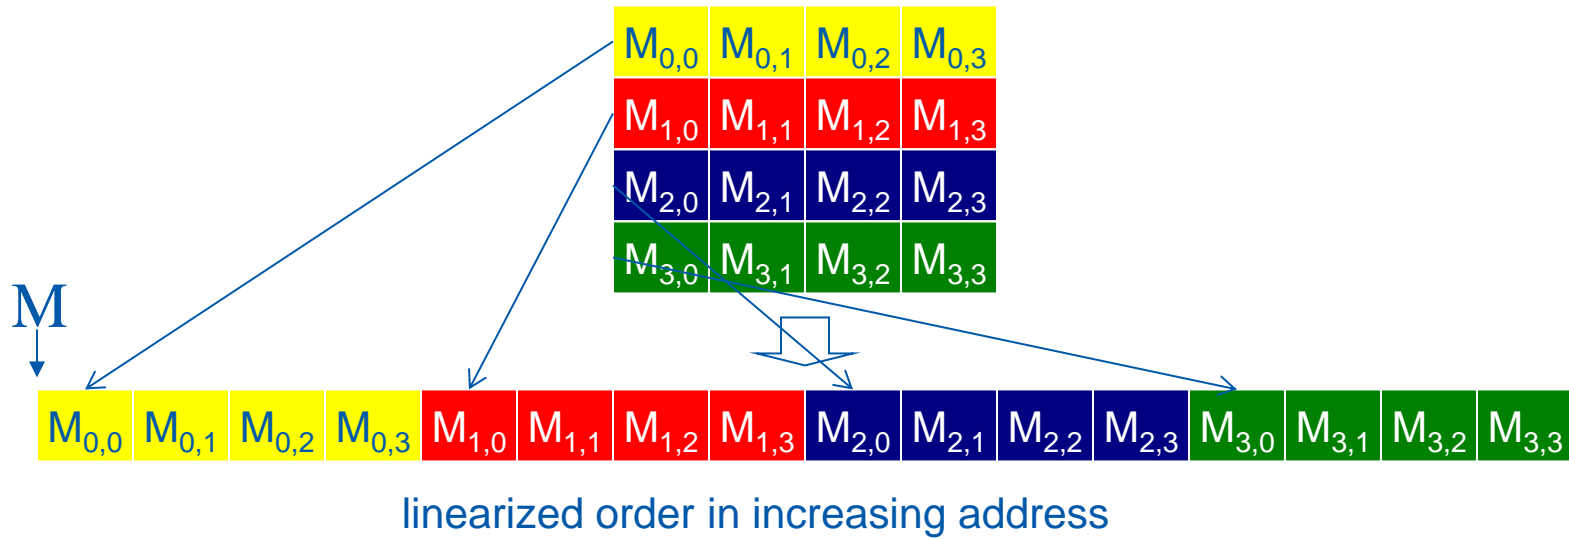 M0,0 M0,1 M0,2 M0,3
M1,0 M1,1 M1,2 M1,3
M2,0 M2,1 M2,2 M2,3
M3,0 M3,1 M3,2 M3,3
M
M0,0 M0,1 M0,2 M0,3 M1,0 M1,1 M1,2 M1,3 M2,0 M2,1 M2,2 M2,3 M3,0 M3,1 M3,2 M3,3
linearized order in increasing address